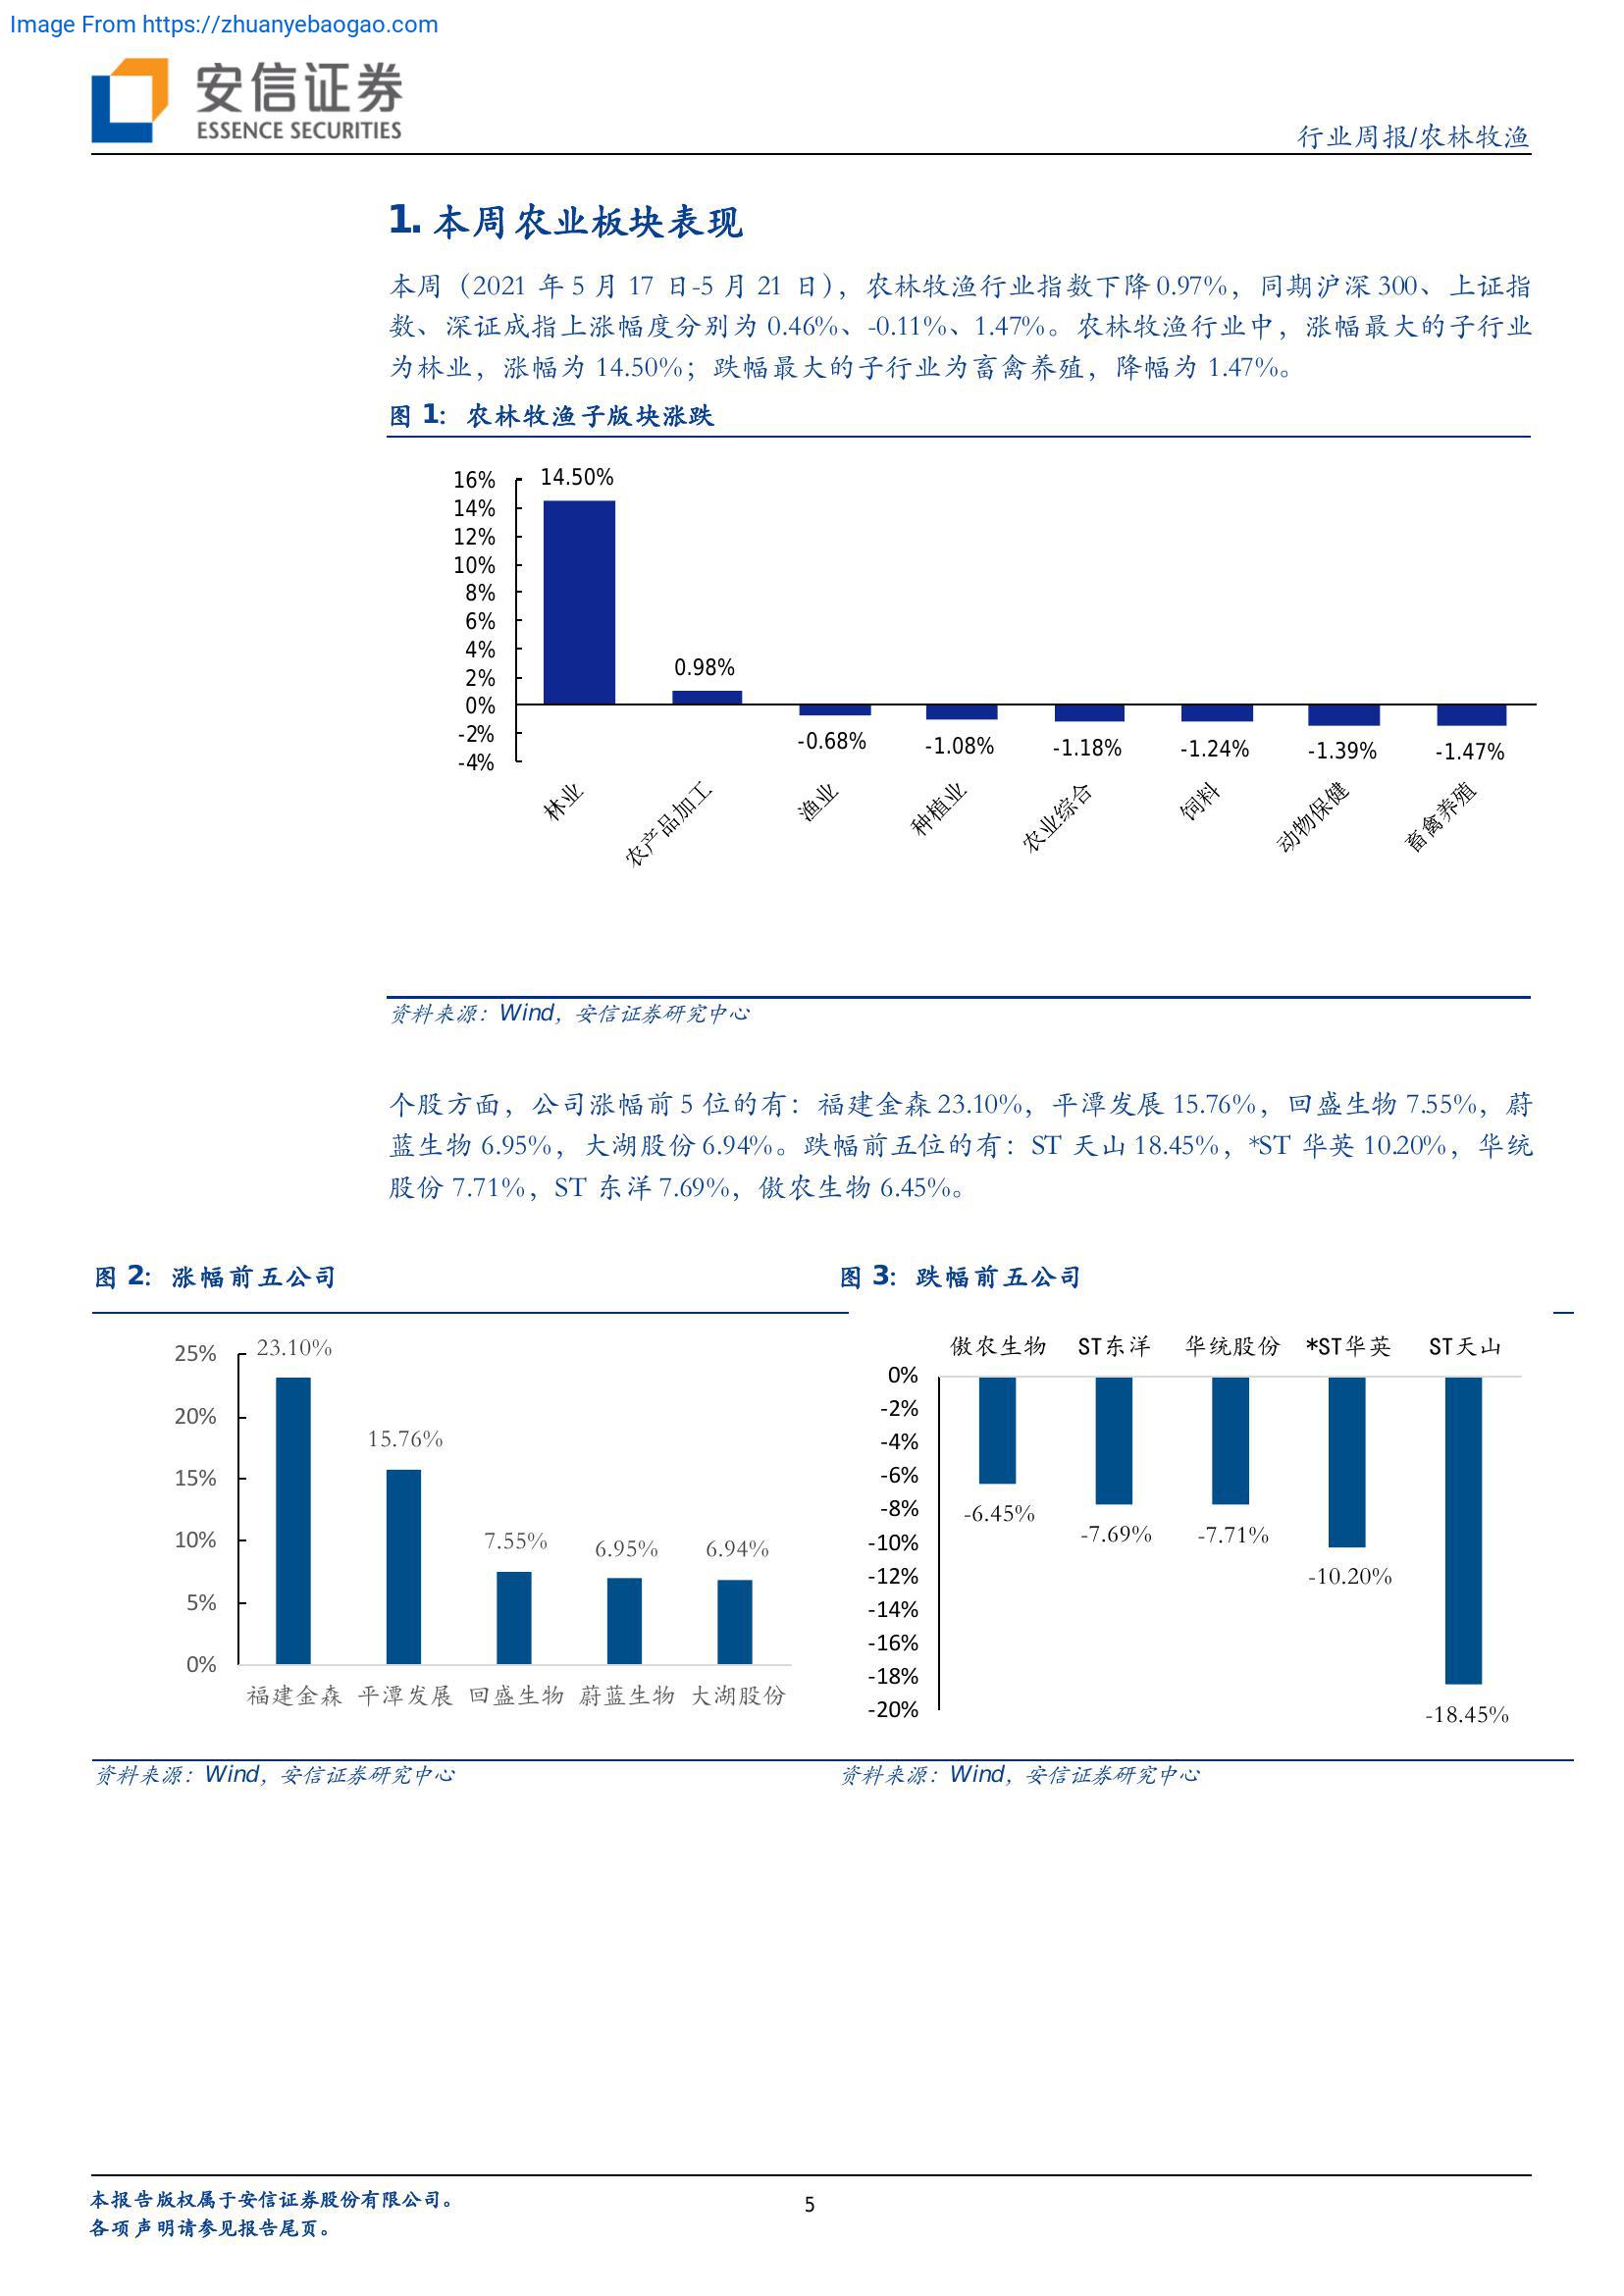 Image From https://zhuanyebaogao.com
安信证券
ESSENCE SECURITIES
行业周报/农林牧渔
1. 本周农业板块表现
本周（2021 年 5 月 17 日-5 月 21 日），农林牧渔行业指数下降 0.97%，同期沪深 300、上证指
数、深证成指上涨幅度分别为 0.46%、-0.11%、1.47%。农林牧渔行业中，涨幅最大的子行业
为林业，涨幅为 14.50%；跌幅最大的子行业为畜禽养殖，降幅为 1.47%。
图 1：农林牧渔子版块涨跌
16%
14%
12%
10%
8%
6%
4%
2%
0%
-2%
-4%
14.50%
0.98%
-0.68%
-1.08%
-1.18%
-1.24%
-1.39%
-1.47%
林业
农产品加工
渔业
种植业
农业综合
饲料
动物保健
畜禽养殖
资料来源：Wind，安信证券研究中心
个股方面，公司涨幅前 5 位的有：福建金森 23.10%，平潭发展 15.76%，回盛生物 7.55%，蔚
蓝生物 6.95%，大湖股份 6.94%。跌幅前五位的有：ST 天山 18.45%，*ST 华英 10.20%，华统
股份 7.71%，ST 东洋 7.69%，傲农生物 6.45%。
图 2：涨幅前五公司
25%
20%
15%
10%
5%
0%
23.10%
15.76%
7.55%
6.95%
6.94%
福建金森 平潭发展 回盛生物 蔚蓝生物 大湖股份
资料来源：Wind，安信证券研究中心
图 3：跌幅前五公司
傲农生物 ST东洋 华统股份 *ST华英 ST天山
0%
-2%
-4%
-6%
-8%
-10%
-12%
-14%
-16%
-18%
-20%
-6.45%
-7.69%
-7.71%
-10.20%
-18.45%
资料来源：Wind，安信证券研究中心
本报告版权属于安信证券股份有限公司。
各项声明请参见报告尾页。
5